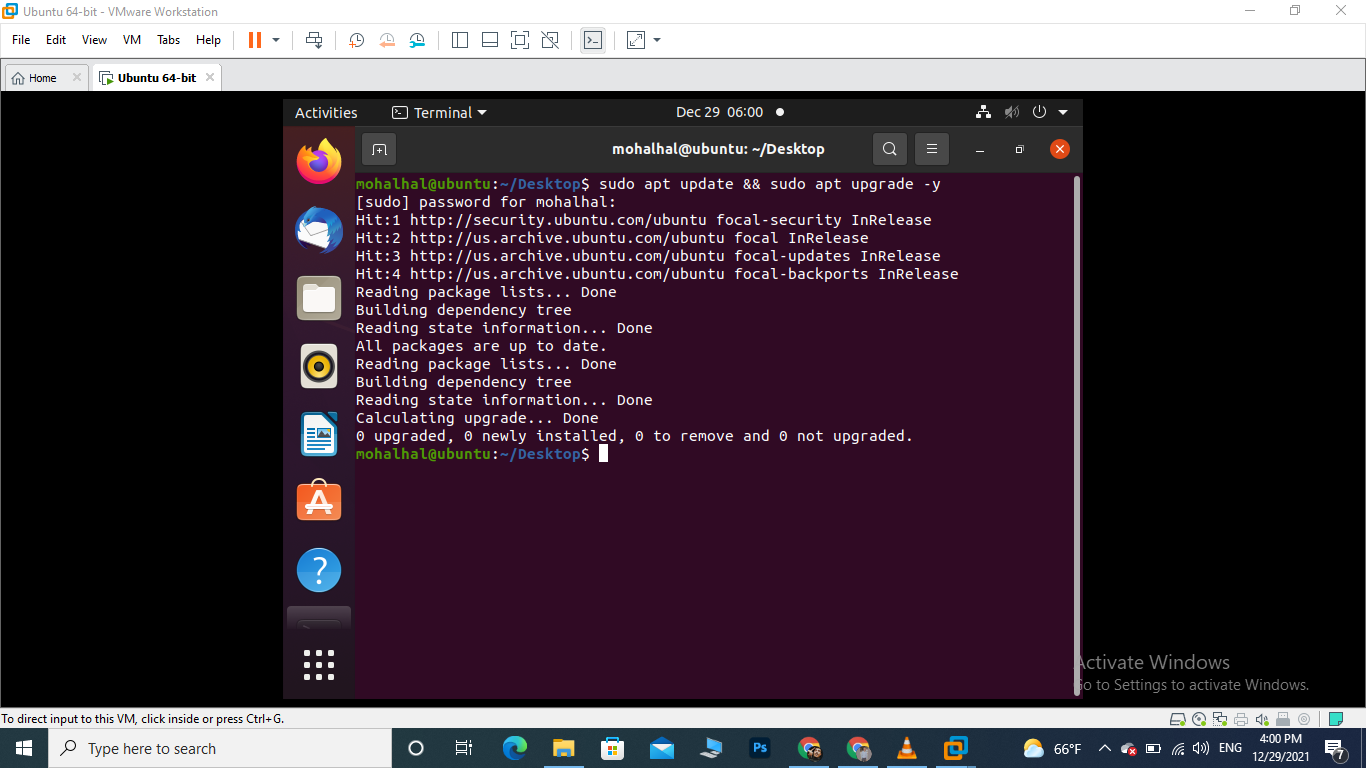 Ubuntu 64-bit - VMware Workstation
File Edit View VM Tabs Help
Home
Ubuntu 64-bit
Activities Terminal Dec 29 06:00
mohalhal@ubuntu: ~/Desktop
mohalhal@ubuntu:~/Desktop$ sudo apt update && sudo apt upgrade -y
[sudo] password for mohalhal:
Hit:1 http://security.ubuntu.com/ubuntu focal-security InRelease
Hit:2 http://us.archive.ubuntu.com/ubuntu focal InRelease
Hit:3 http://us.archive.ubuntu.com/ubuntu focal-updates InRelease
Hit:4 http://us.archive.ubuntu.com/ubuntu focal-backports InRelease
Reading package lists... Done
Building dependency tree
Reading state information... Done
All packages are up to date.
Reading package lists... Done
Building dependency tree
Reading state information... Done
Calculating upgrade... Done
0 upgraded, 0 newly installed, 0 to remove and 0 not upgraded.
mohalhal@ubuntu:~/Desktop$
Activate Windows
Go to Settings to activate Windows.
To direct input to this VM, click inside or press Ctrl+G.
Type here to search
Ps
66°F
ENG
4:00 PM
12/29/2021
7